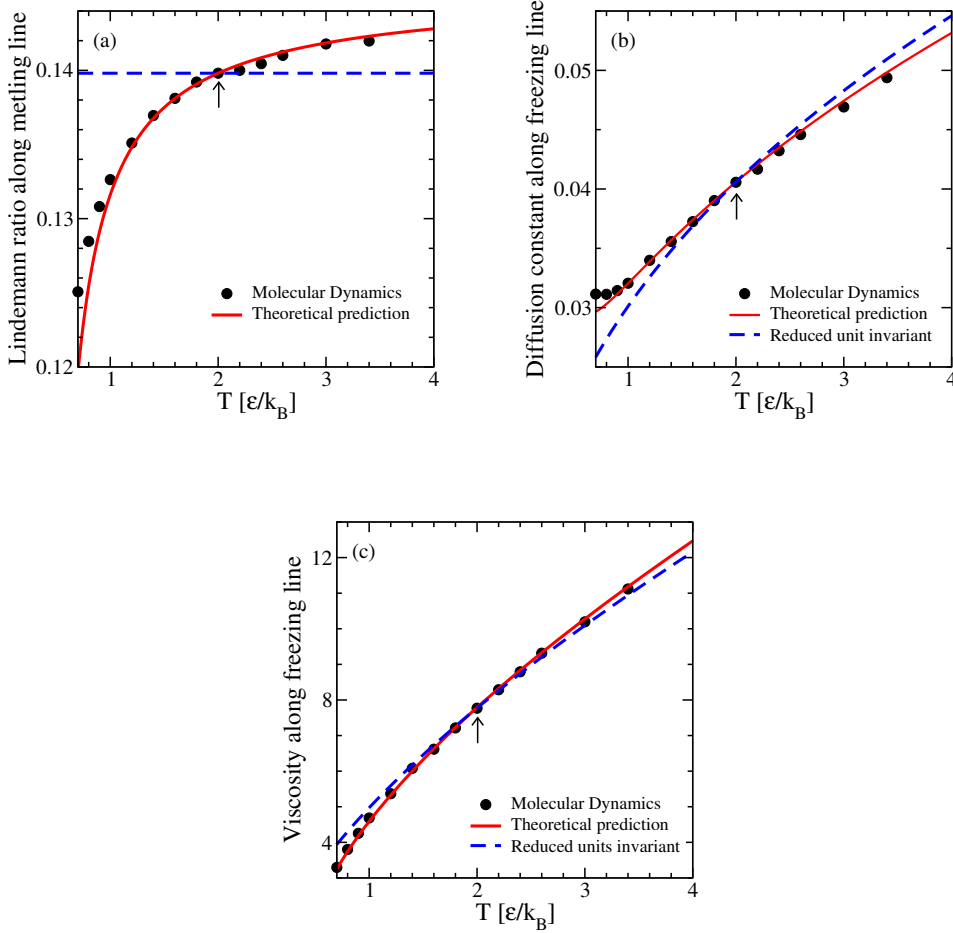 (a)
Lindemann ratio along metling line
0.14
0.13
0.12
Molecular Dynamics
Theoretical prediction
1 2 3 4
T [ε/k_B]
(b)
Diffusion constant along freezing line
0.05
0.04
0.03
Molecular Dynamics
Theoretical prediction
Reduced unit invariant
1 2 3 4
T [ε/k_B]
(c)
Viscosity along freezing line
12
8
4
Molecular Dynamics
Theoretical prediction
Reduced units invariant
1 2 3 4
T [ε/k_B]